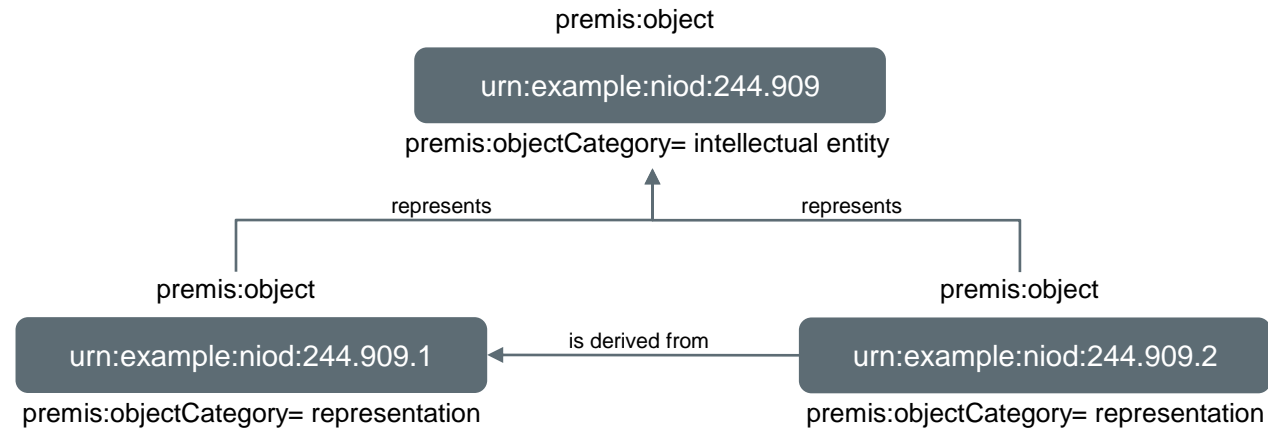 premis:object
urn:example:niod:244.909
premis:objectCategory= intellectual entity
represents
represents
premis:object
premis:object
urn:example:niod:244.909.1
is derived from
urn:example:niod:244.909.2
premis:objectCategory= representation
premis:objectCategory= representation